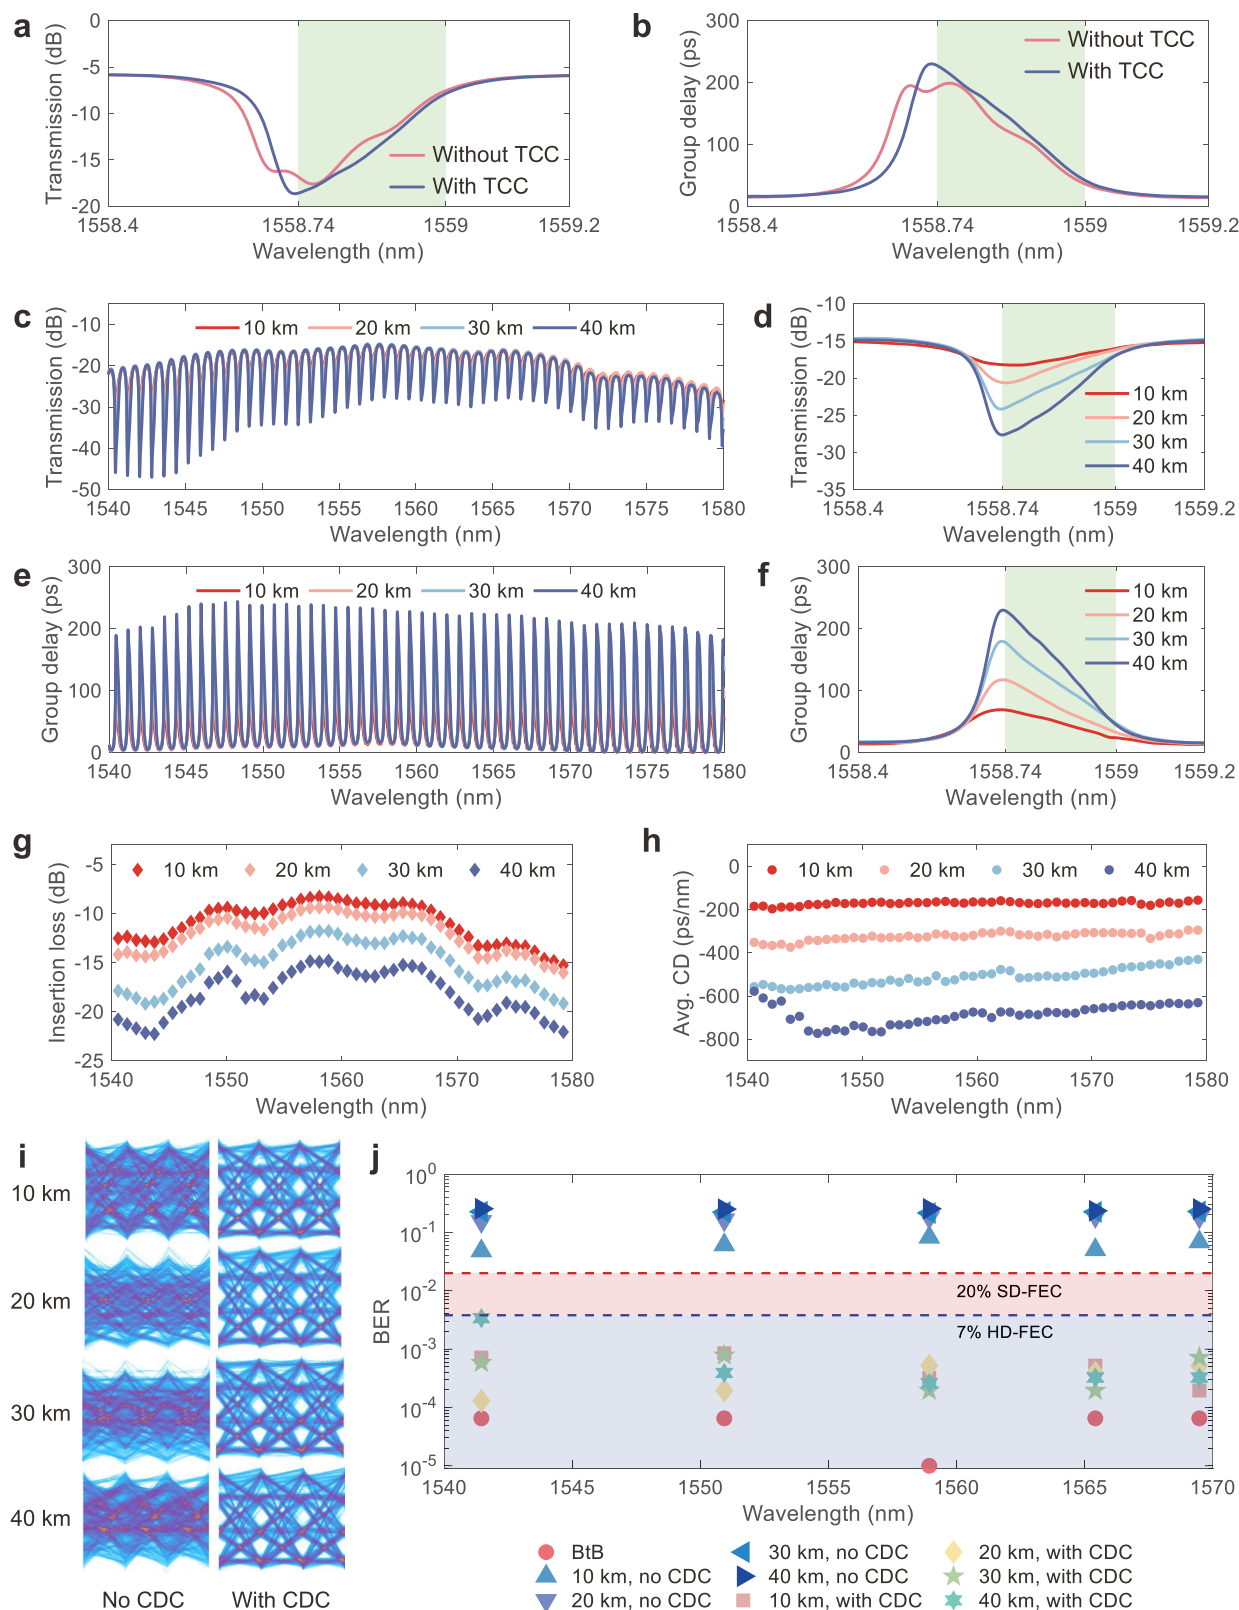 a
Transmission (dB)
0
-5
-10
-15
-20
Without TCC
With TCC
1558.4
1558.74
1559
1559.2
Wavelength (nm)
b
Group delay (ps)
300
200
100
0
Without TCC
With TCC
1558.4
1558.74
1559
1559.2
Wavelength (nm)
c
Transmission (dB)
-10
-20
-30
-40
-50
10 km 20 km 30 km 40 km
1540 1545 1550 1555 1560 1565 1570 1575 1580
Wavelength (nm)
d
Transmission (dB)
-10
-15
-20
-25
-30
-35
10 km
20 km
30 km
40 km
1558.4
1558.74
1559
1559.2
Wavelength (nm)
e
Group delay (ps)
300
200
100
0
10 km 20 km 30 km 40 km
1540 1545 1550 1555 1560 1565 1570 1575 1580
Wavelength (nm)
f
Group delay (ps)
300
200
100
0
10 km
20 km
30 km
40 km
1558.4
1558.74
1559
1559.2
Wavelength (nm)
g
Insertion loss (dB)
-5
-10
-15
-20
-25
10 km 20 km 30 km 40 km
1540 1550 1560 1570 1580
Wavelength (nm)
h
Avg. CD (ps/nm)
0
-200
-400
-600
-800
10 km 20 km 30 km 40 km
1540 1550 1560 1570 1580
Wavelength (nm)
i
10 km
20 km
30 km
40 km
No CDC With CDC
j
BER
10^0
10^-1
10^-2
10^-3
10^-4
10^-5
20% SD-FEC
7% HD-FEC
1540 1545 1550 1555 1560 1565 1570
Wavelength (nm)
BtB
10 km, no CDC
20 km, no CDC
30 km, no CDC
40 km, no CDC
10 km, with CDC
20 km, with CDC
30 km, with CDC
40 km, with CDC